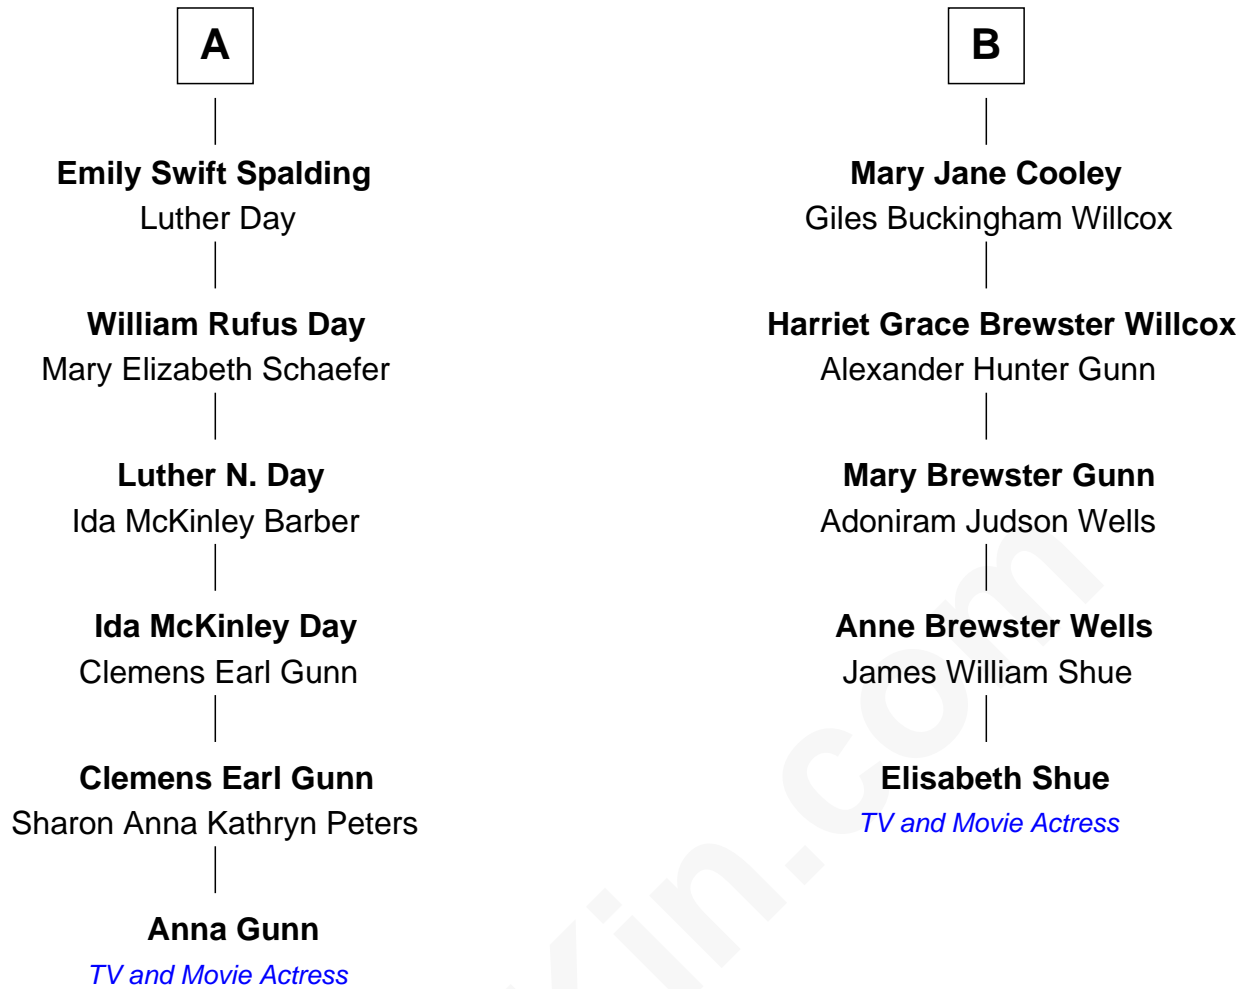 A
Emily Swift Spalding
Luther Day
William Rufus Day
Mary Elizabeth Schaefer
Luther N. Day
Ida McKinley Barber
Ida McKinley Day
Clemens Earl Gunn
Clemens Earl Gunn
Sharon Anna Kathryn Peters
Anna Gunn
TV and Movie Actress
B
Mary Jane Cooley
Giles Buckingham Willcox
Harriet Grace Brewster Willcox
Alexander Hunter Gunn
Mary Brewster Gunn
Adoniram Judson Wells
Anne Brewster Wells
James William Shue
Elisabeth Shue
TV and Movie Actress
Kin.com